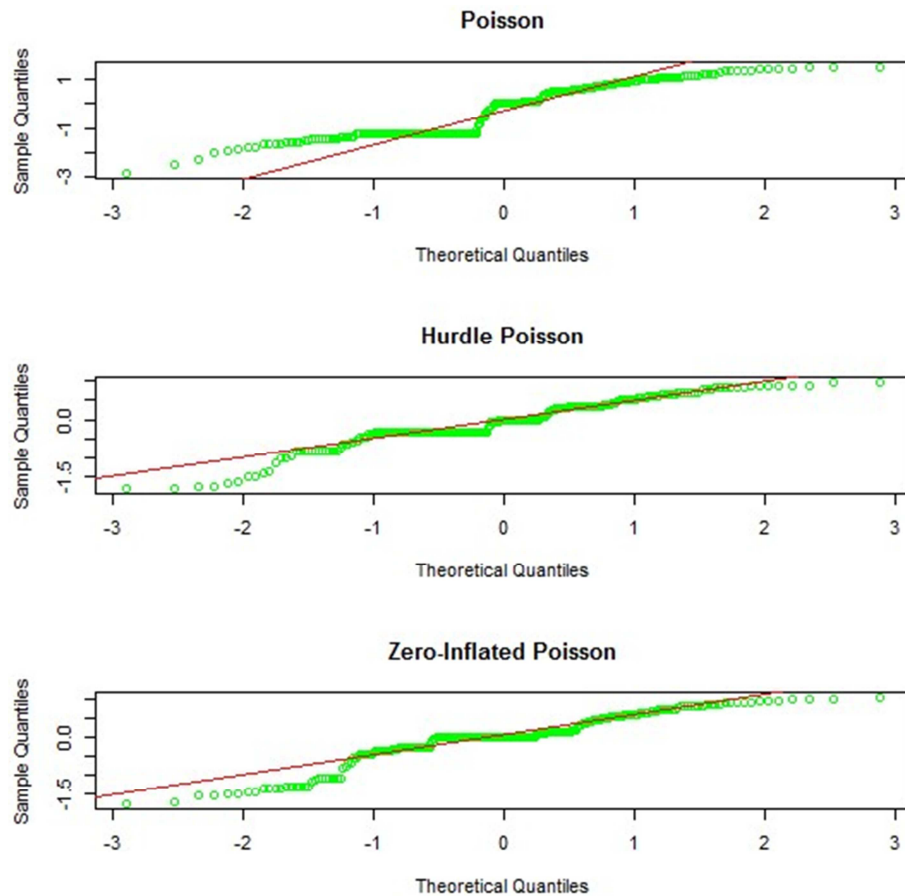 Poisson
Sample Quantiles
1
-1
-3
-3 -2 -1 0 1 2 3
Theoretical Quantiles
Hurdle Poisson
Sample Quantiles
0.0
-1.5
-3 -2 -1 0 1 2 3
Theoretical Quantiles
Zero-Inflated Poisson
Sample Quantiles
0.0
-1.5
-3 -2 -1 0 1 2 3
Theoretical Quantiles